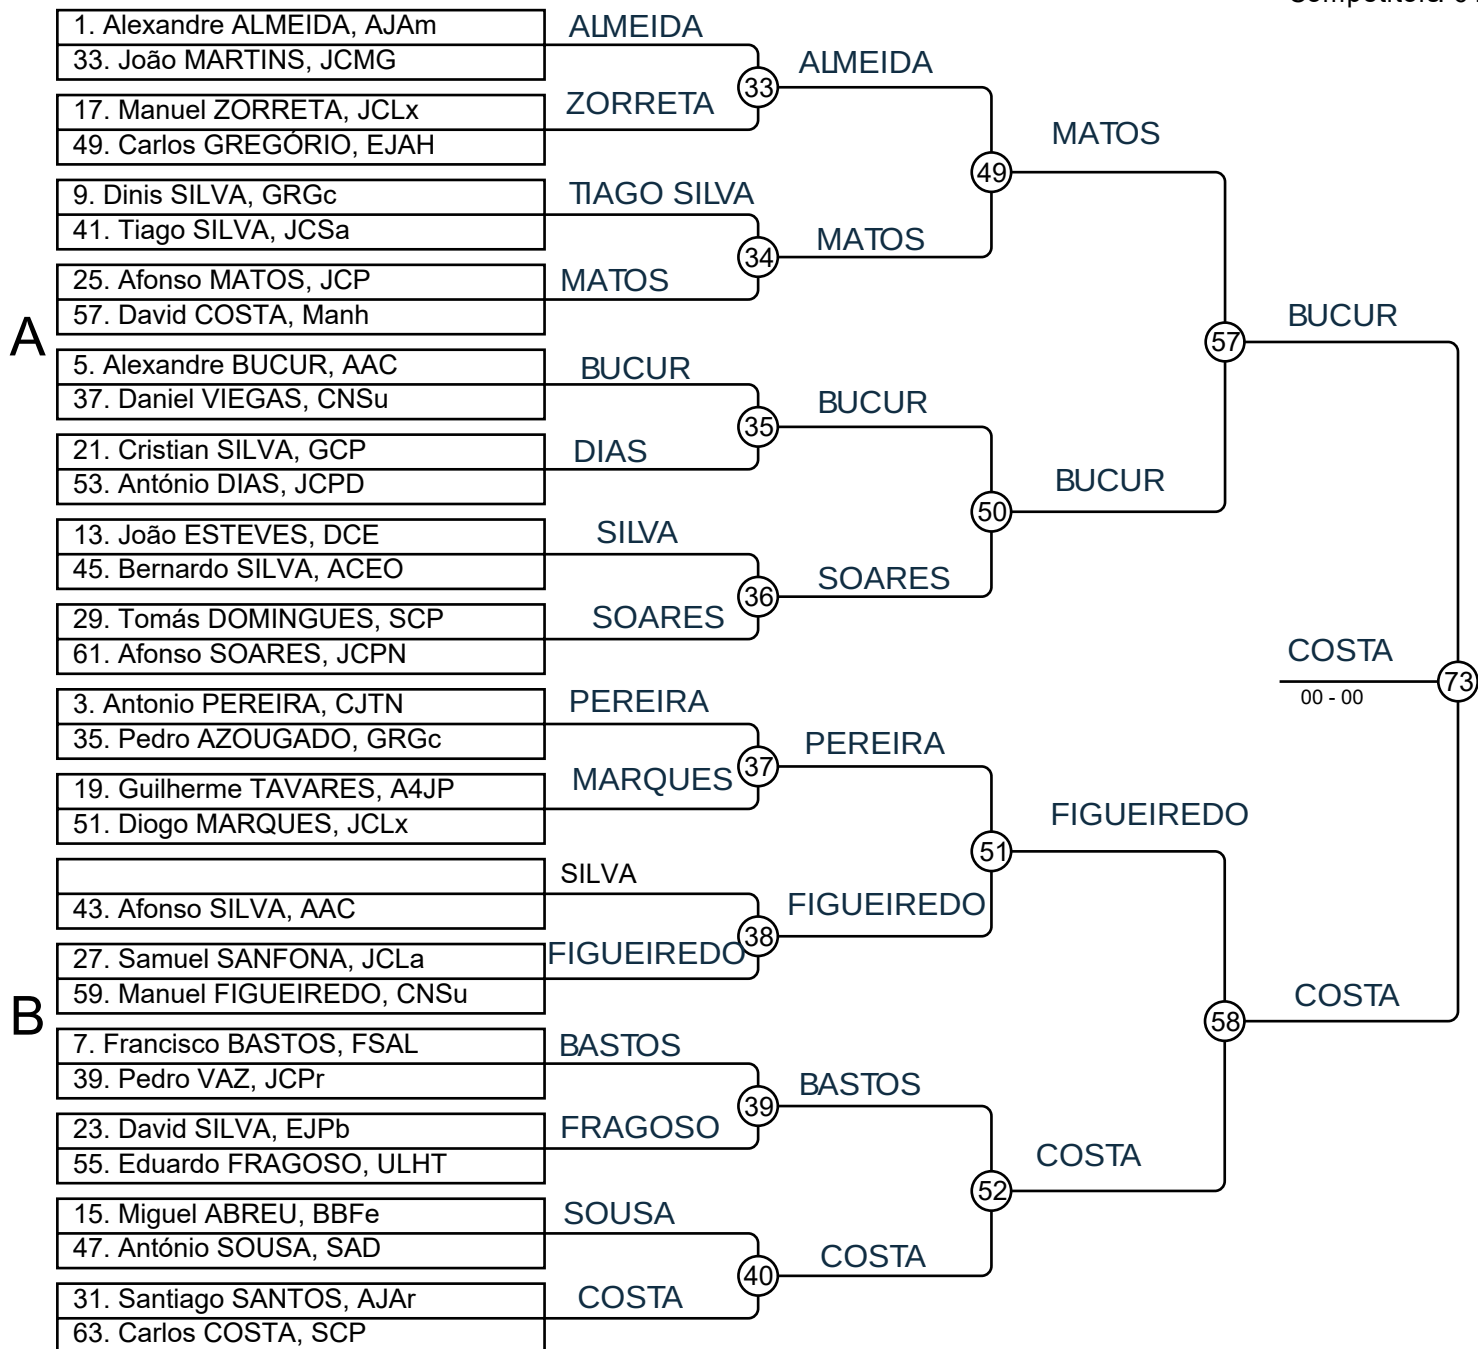 1. Alexandre ALMEIDA, AJAm
33. João MARTINS, JCMG
17. Manuel ZORRETA, JCLx
49. Carlos GREGÓRIO, EJAH
9. Dinis SILVA, GRGc
41. Tiago SILVA, JCSa
25. Afonso MATOS, JCP
57. David COSTA, Manh
A
5. Alexandre BUCUR, AAC
37. Daniel VIEGAS, CNSu
21. Cristian SILVA, GCP
53. António DIAS, JCPD
13. João ESTEVES, DCE
45. Bernardo SILVA, ACEO
29. Tomás DOMINGUES, SCP
61. Afonso SOARES, JCPN
3. Antonio PEREIRA, CJTN
35. Pedro AZOUGADO, GRGc
19. Guilherme TAVARES, A4JP
51. Diogo MARQUES, JCLx
43. Afonso SILVA, AAC
27. Samuel SANFONA, JCLa
59. Manuel FIGUEIREDO, CNSu
B
7. Francisco BASTOS, FSAL
39. Pedro VAZ, JCPr
23. David SILVA, EJPb
55. Eduardo FRAGOSO, ULHT
15. Miguel ABREU, BBFe
47. António SOUSA, SAD
31. Santiago SANTOS, AJAr
63. Carlos COSTA, SCP
ALMEIDA
ZORRETA
TIAGO SILVA
MATOS
BUCUR
DIAS
SILVA
SOARES
PEREIRA
MARQUES
SILVA
FIGUEIREDO
BASTOS
FRAGOSO
SOUSA
COSTA
33
34
35
36
37
38
39
40
ALMEIDA
MATOS
BUCUR
SOARES
PEREIRA
FIGUEIREDO
BASTOS
COSTA
49
50
51
52
MATOS
BUCUR
FIGUEIREDO
COSTA
57
58
BUCUR
COSTA
73
COSTA
00 - 00